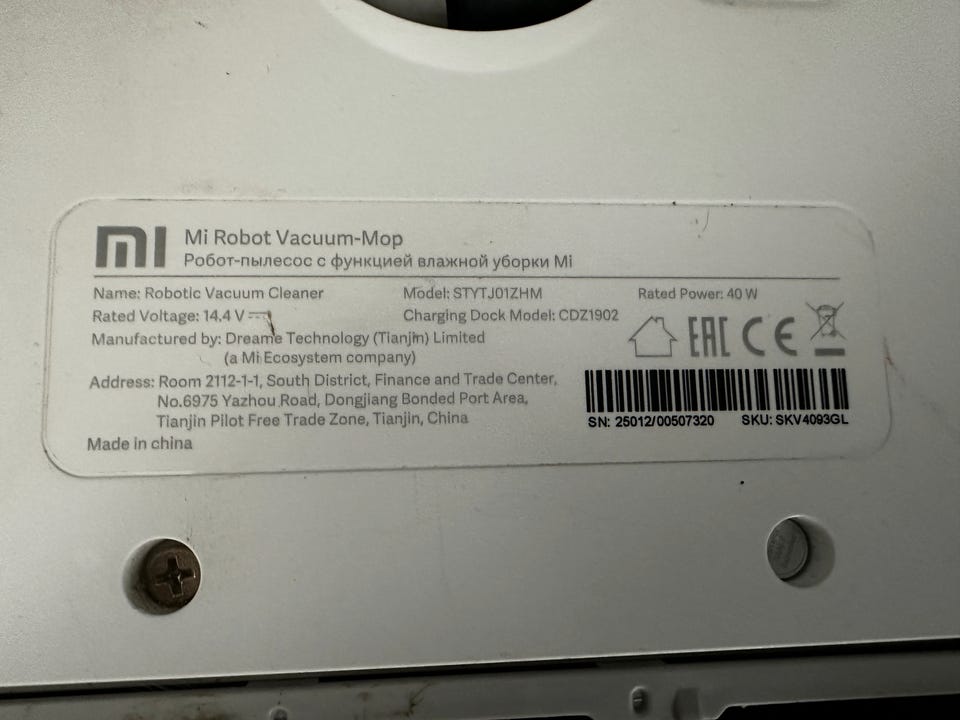 mi Mi Robot Vacuum-Mop
Робот-пылесос с функцией влажной уборки Mi
Name: Robotic Vacuum Cleaner Model: STYTJ01ZHM Rated Power: 40 W
Rated Voltage: 14.4 V Charging Dock Model: CDZ1902
Manufactured by: Dreame Technology (Tianjin) Limited
(a Mi Ecosystem company)
EAC CE
Address: Room 2112-1-1, South District, Finance and Trade Center,
No.6975 Yazhou Road, Dongjiang Bonded Port Area,
Tianjin Pilot Free Trade Zone, Tianjin, China
SN: 25012/00507320 SKU: SKV4093GL
Made in china